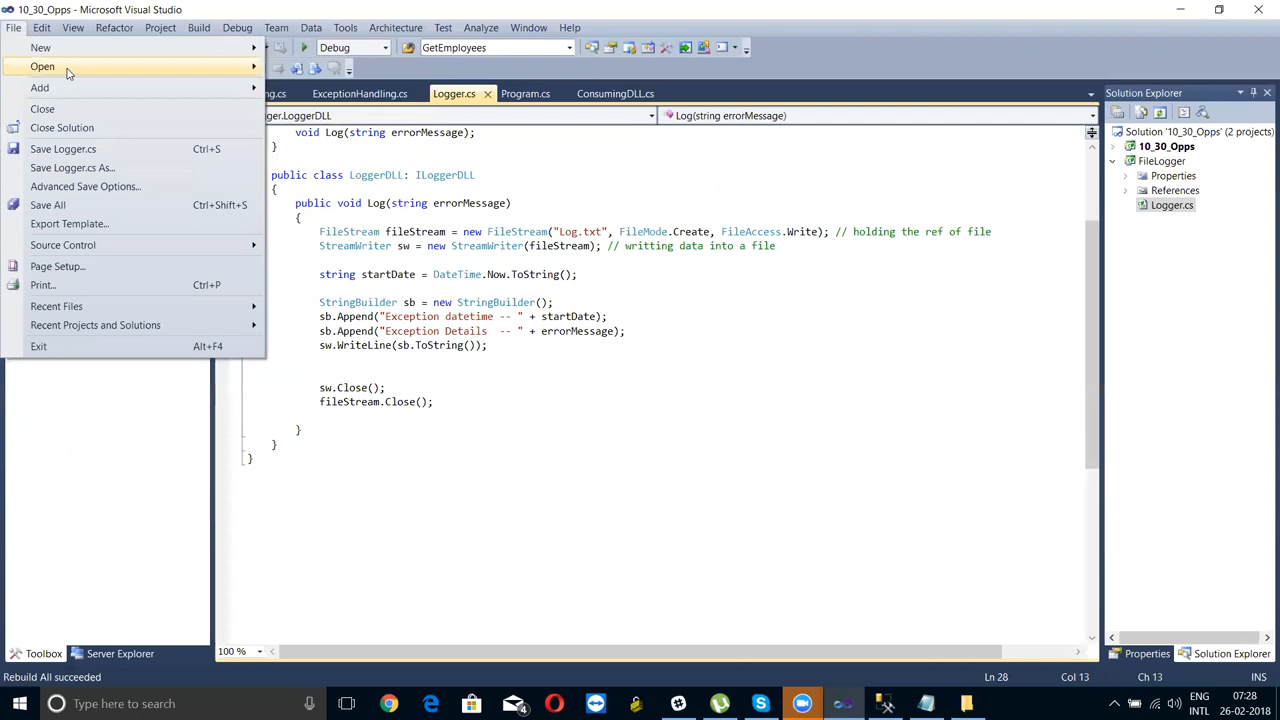 10_30_Opps - Microsoft Visual Studio
File Edit View Refactor Project Build Debug Team Data Tools Architecture Test Analyze Window Help
Debug GetEmployees
New
Open
Add
Close
Close Solution
Save Logger.cs Ctrl+S
Save Logger.cs As...
Advanced Save Options...
Save All Ctrl+Shift+S
Export Template...
Source Control
Page Setup...
Print... Ctrl+P
Recent Files
Recent Projects and Solutions
Exit Alt+F4
ng.cs ExceptionHandling.cs Logger.cs Program.cs ConsumingDLL.cs
ger.LoggerDLL Log(string errorMessage)
void Log(string errorMessage);
}
public class LoggerDLL: ILoggerDLL
{
public void Log(string errorMessage)
{
FileStream fileStream = new FileStream("Log.txt", FileMode.Create, FileAccess.Write); // holding the ref of file
StreamWriter sw = new StreamWriter(fileStream); // writting data into a file
string startDate = DateTime.Now.ToString();
StringBuilder sb = new StringBuilder();
sb.Append("Exception datetime -- " + startDate);
sb.Append("Exception Details  -- " + errorMessage);
sw.WriteLine(sb.ToString());
sw.Close();
fileStream.Close();
}
}
}
100 %
Solution Explorer
Solution '10_30_Opps' (2 projects)
10_30_Opps
FileLogger
Properties
References
Logger.cs
Toolbox Server Explorer
Properties Solution Explorer
Rebuild All succeeded Ln 28 Col 13 Ch 13 INS
Type here to search
4
ENG
INTL
07:28
26-02-2018